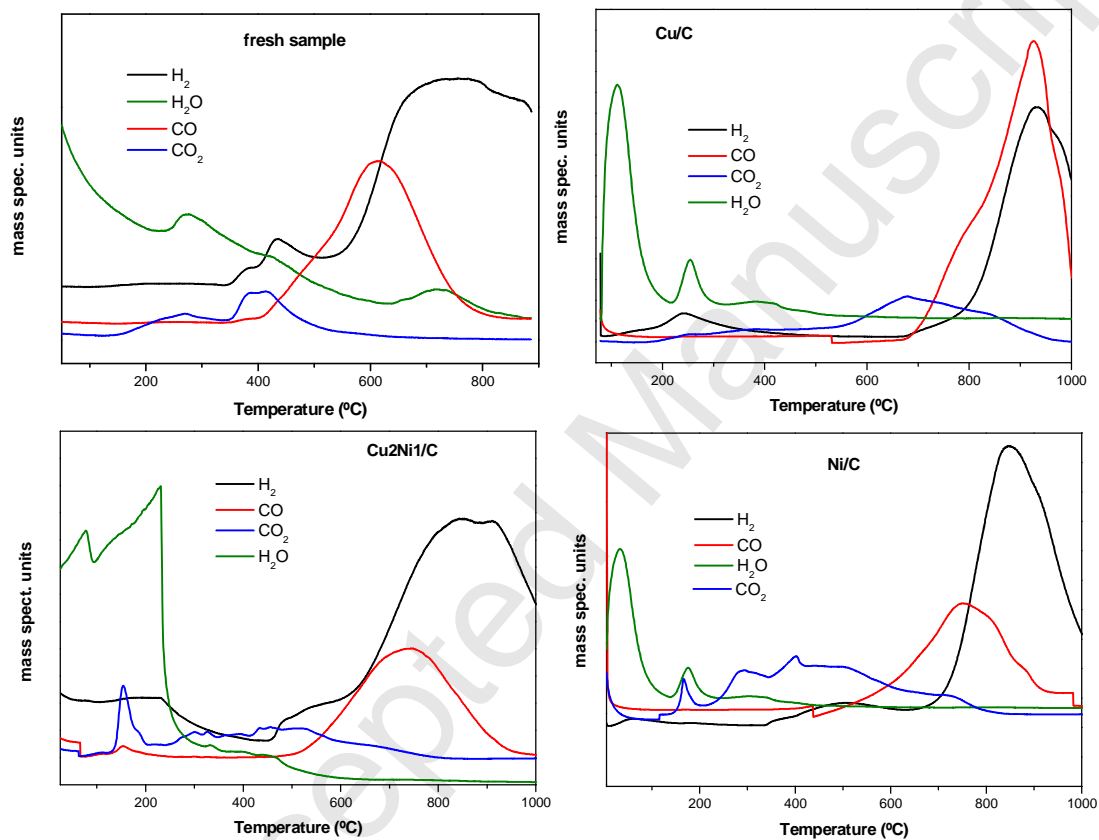 fresh sample
H2
H2O
CO
CO2
mass spec. units
200
400
600
800
Temperature (ºC)
Cu/C
H2
CO
CO2
H2O
mass spec. units
200
400
600
800
1000
Temperature (ºC)
Cu2Ni1/C
H2
CO
CO2
H2O
mass spect. units
200
400
600
800
1000
Temperature (ºC)
Ni/C
H2
CO
H2O
CO2
mass spec. units
200
400
600
800
1000
Temperature (ºC)
cepted Manuscrip